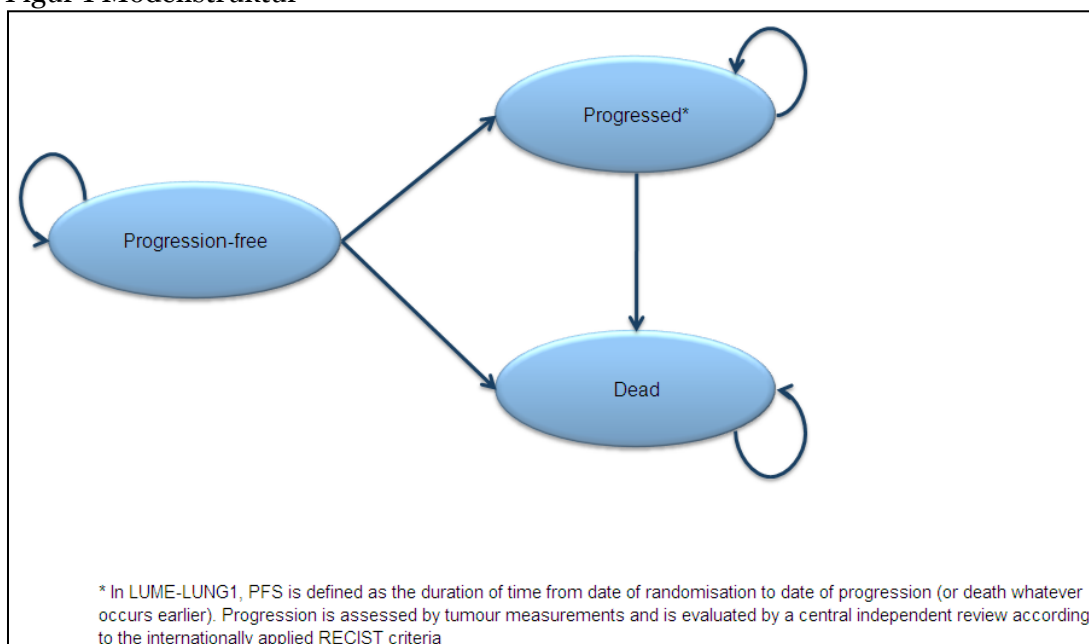 Figur 1 Modellstruktur
Progressed*
Progression-free
Dead
* In LUME-LUNG1, PFS is defined as the duration of time from date of randomisation to date of progression (or death whatever
occurs earlier). Progression is assessed by tumour measurements and is evaluated by a central independent review according
to the internationally applied RECIST criteria